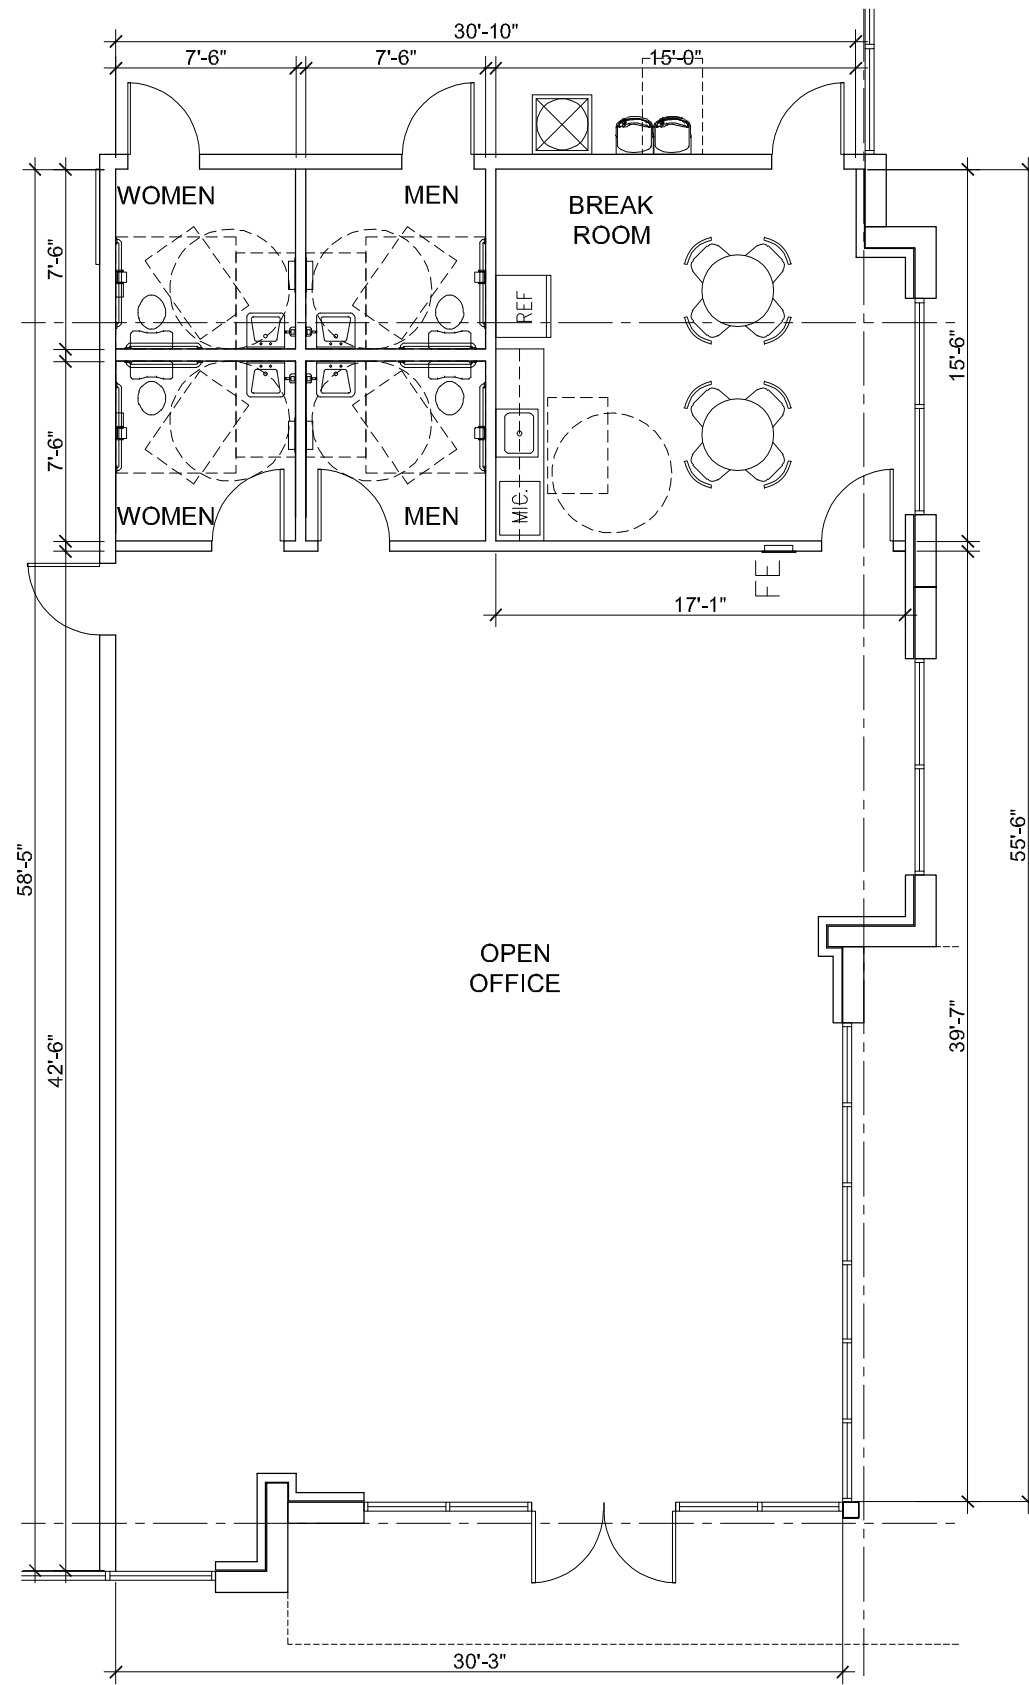 30'-10"
7'-6"
7'-6"
15'-0"
WOMEN
MEN
BREAK
ROOM
7'-6"
REF
15'-6"
7'-6"
MIC.
WOMEN
MEN
FE
17'-1"
58'-5"
55'-6"
OPEN
OFFICE
42'-6"
39'-7"
30'-3"